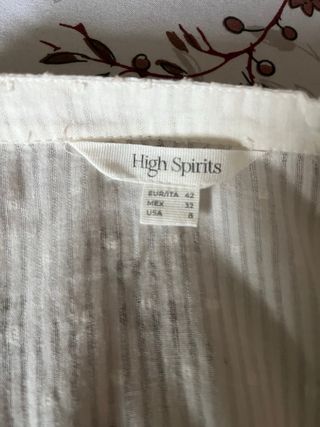 High Spirits
EUR/ITA 42
MEX 32
USA 8